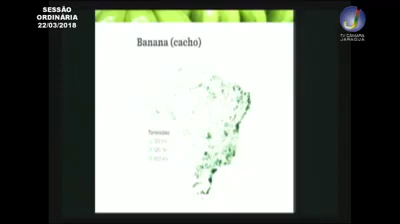 SESSÃO
ORDINÁRIA
22/03/2018
TV CÂMARA
JARAGUÁ
Banana (cacho)
Toneladas